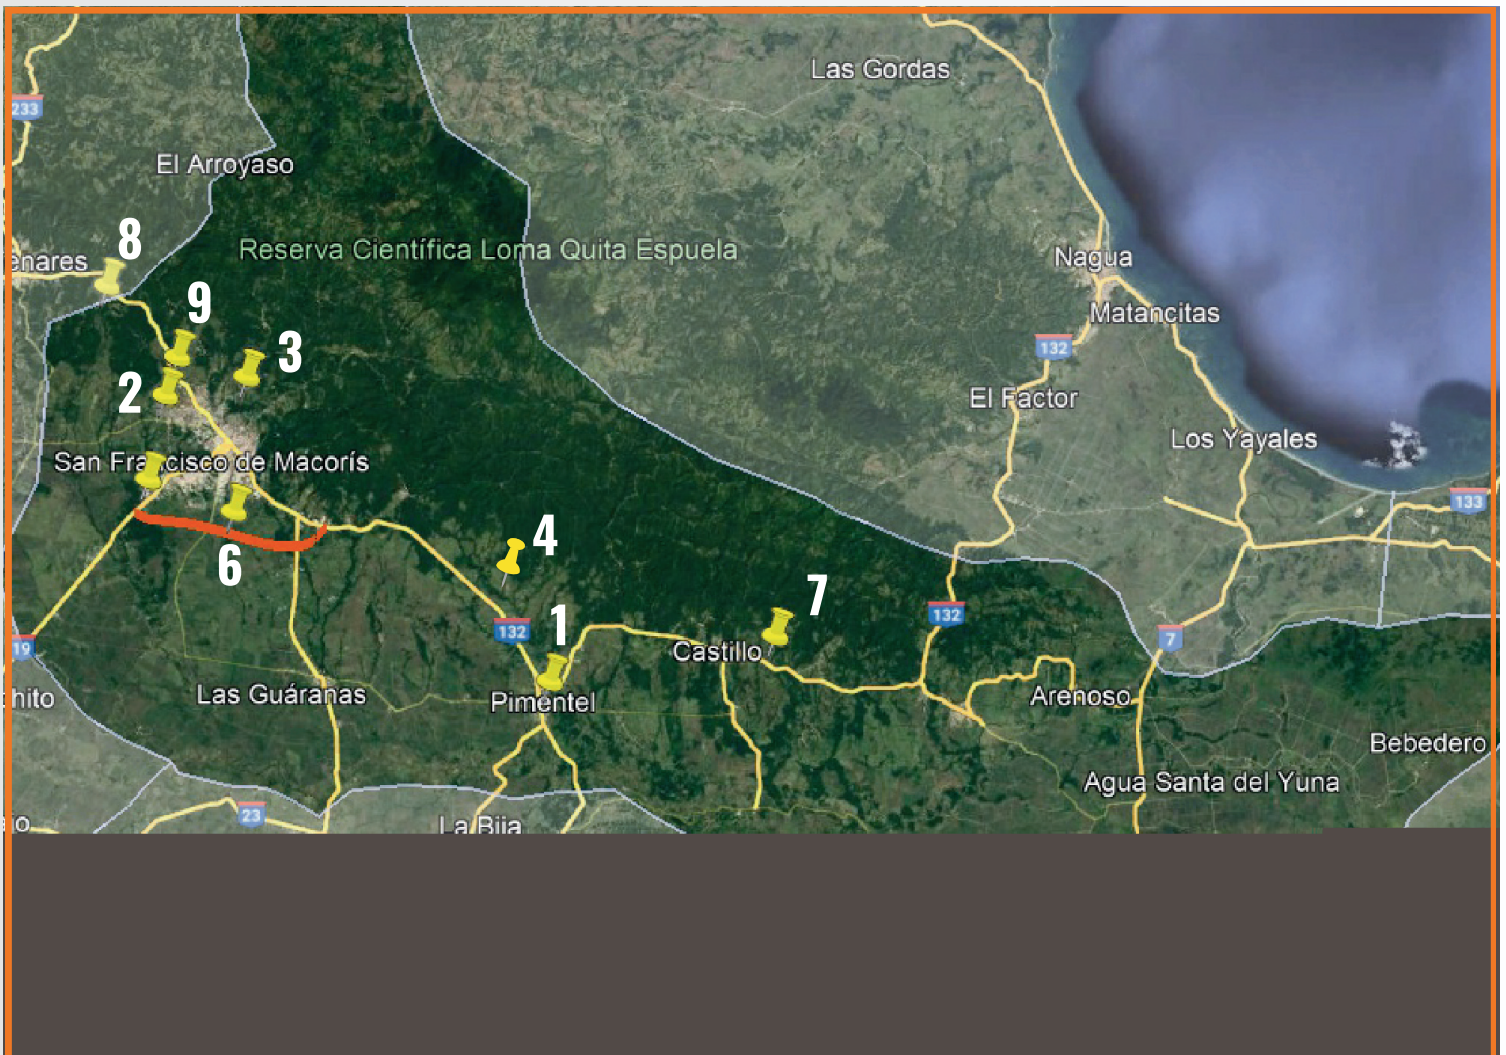 Las Gordas
233
El Arroyaso
8
Reserva Científica Loma Quita Espuela
enares
Nagua
9
Matancitas
3
132
2
El Factor
Los Yayales
San Francisco de Macorís
133
4
6
7
1
132
132
19
7
Castillo
Las Guáranas
Pimentel
Arenoso
hito
Bebedero
Agua Santa del Yuna
23
La Bija
ajo